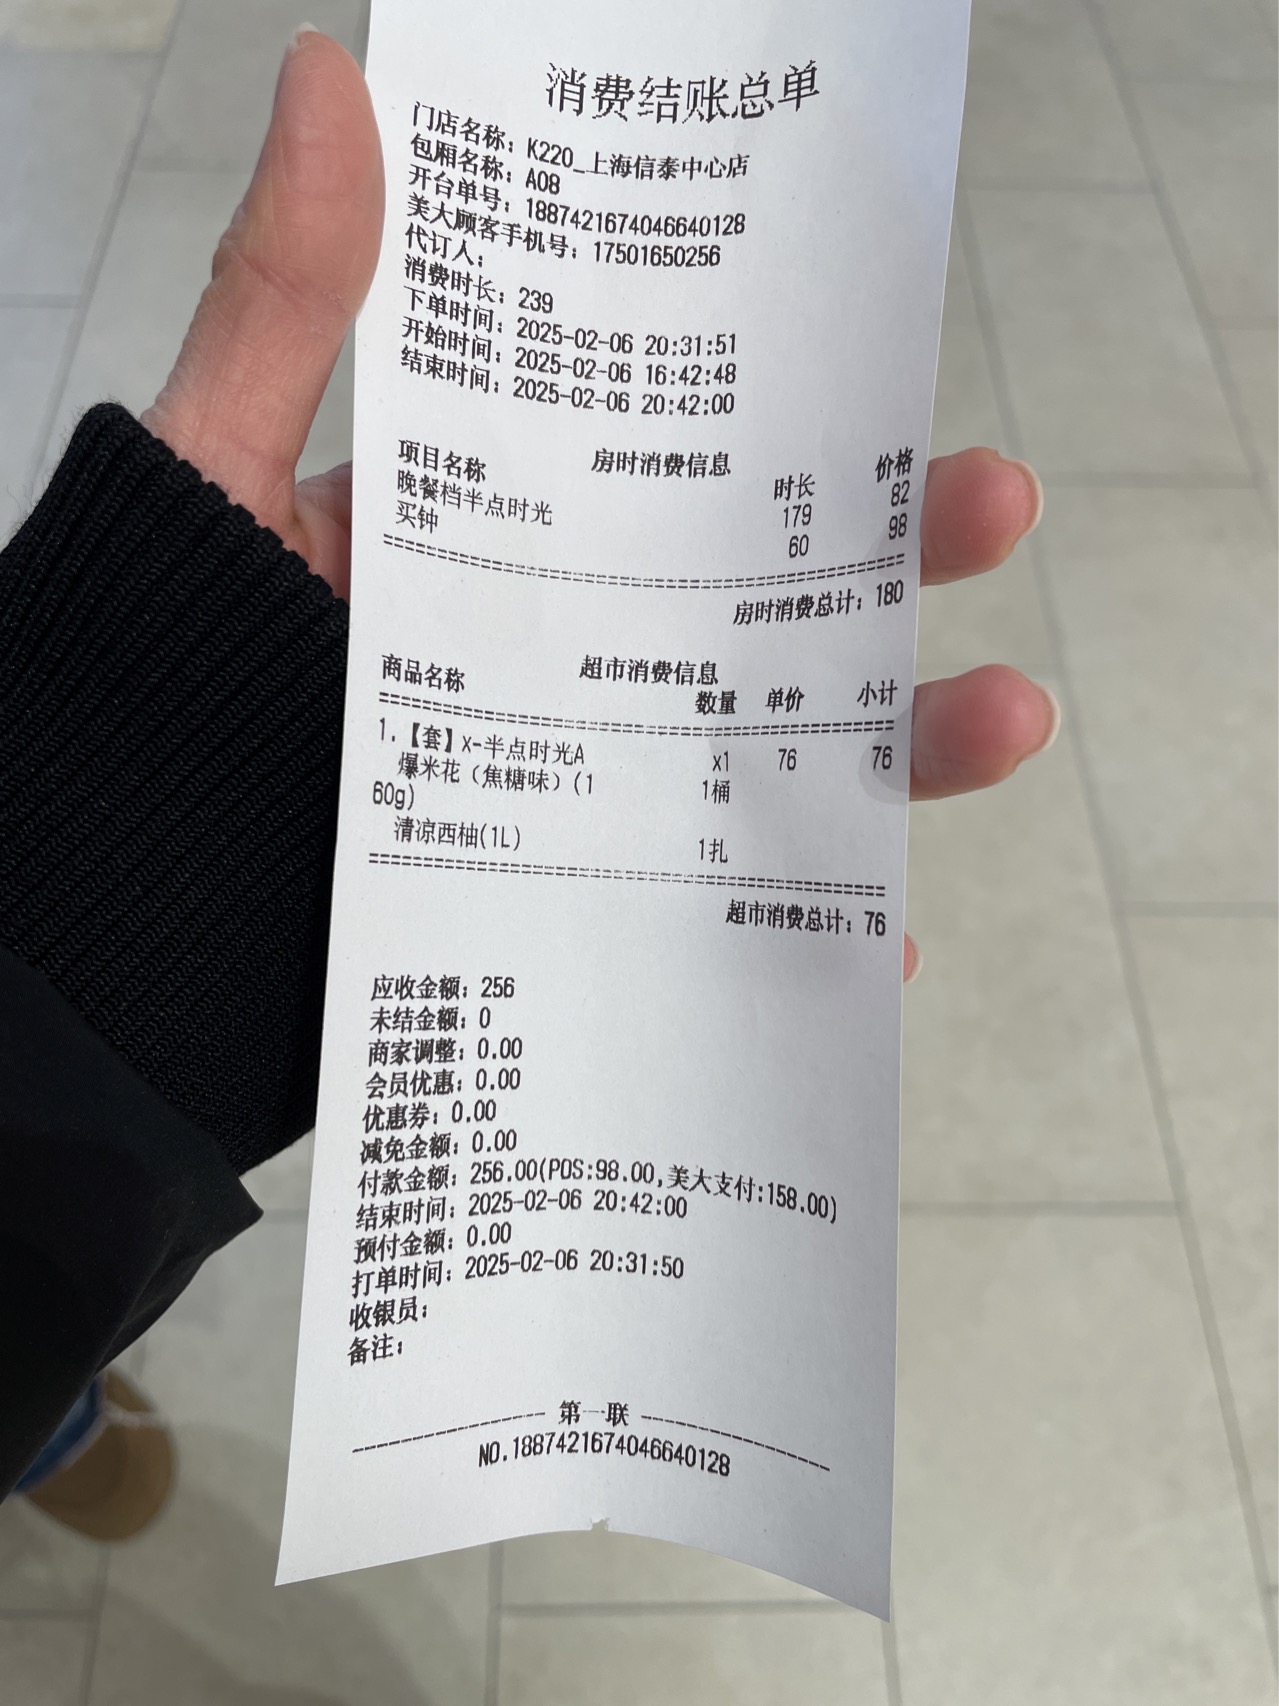 消费结账总单
门店名称：K220_上海信泰中心店
包厢名称：A08
开台单号：1887421674046640128
美大顾客手机号：17501650256
代订人：
消费时长：239
下单时间：2025-02-06 20:31:51
开始时间：2025-02-06 16:42:48
结束时间：2025-02-06 20:42:00
房时消费信息
项目名称 时长 价格
晚餐档半点时光 179 82
买钟 60 98
==================================================
房时消费总计：180
超市消费信息
商品名称 数量 单价 小计
==================================================
1.【套】x-半点时光A x1 76 76
爆米花（焦糖味）(1 1桶
60g)
清凉西柚(1L) 1扎
==================================================
超市消费总计：76
应收金额：256
未结金额：0
商家调整：0.00
会员优惠：0.00
优惠券：0.00
减免金额：0.00
付款金额：256.00(POS:98.00,美大支付:158.00)
结束时间：2025-02-06 20:42:00
预付金额：0.00
打单时间：2025-02-06 20:31:50
收银员：
备注：
---------------- 第一联 ----------------
NO.1887421674046640128